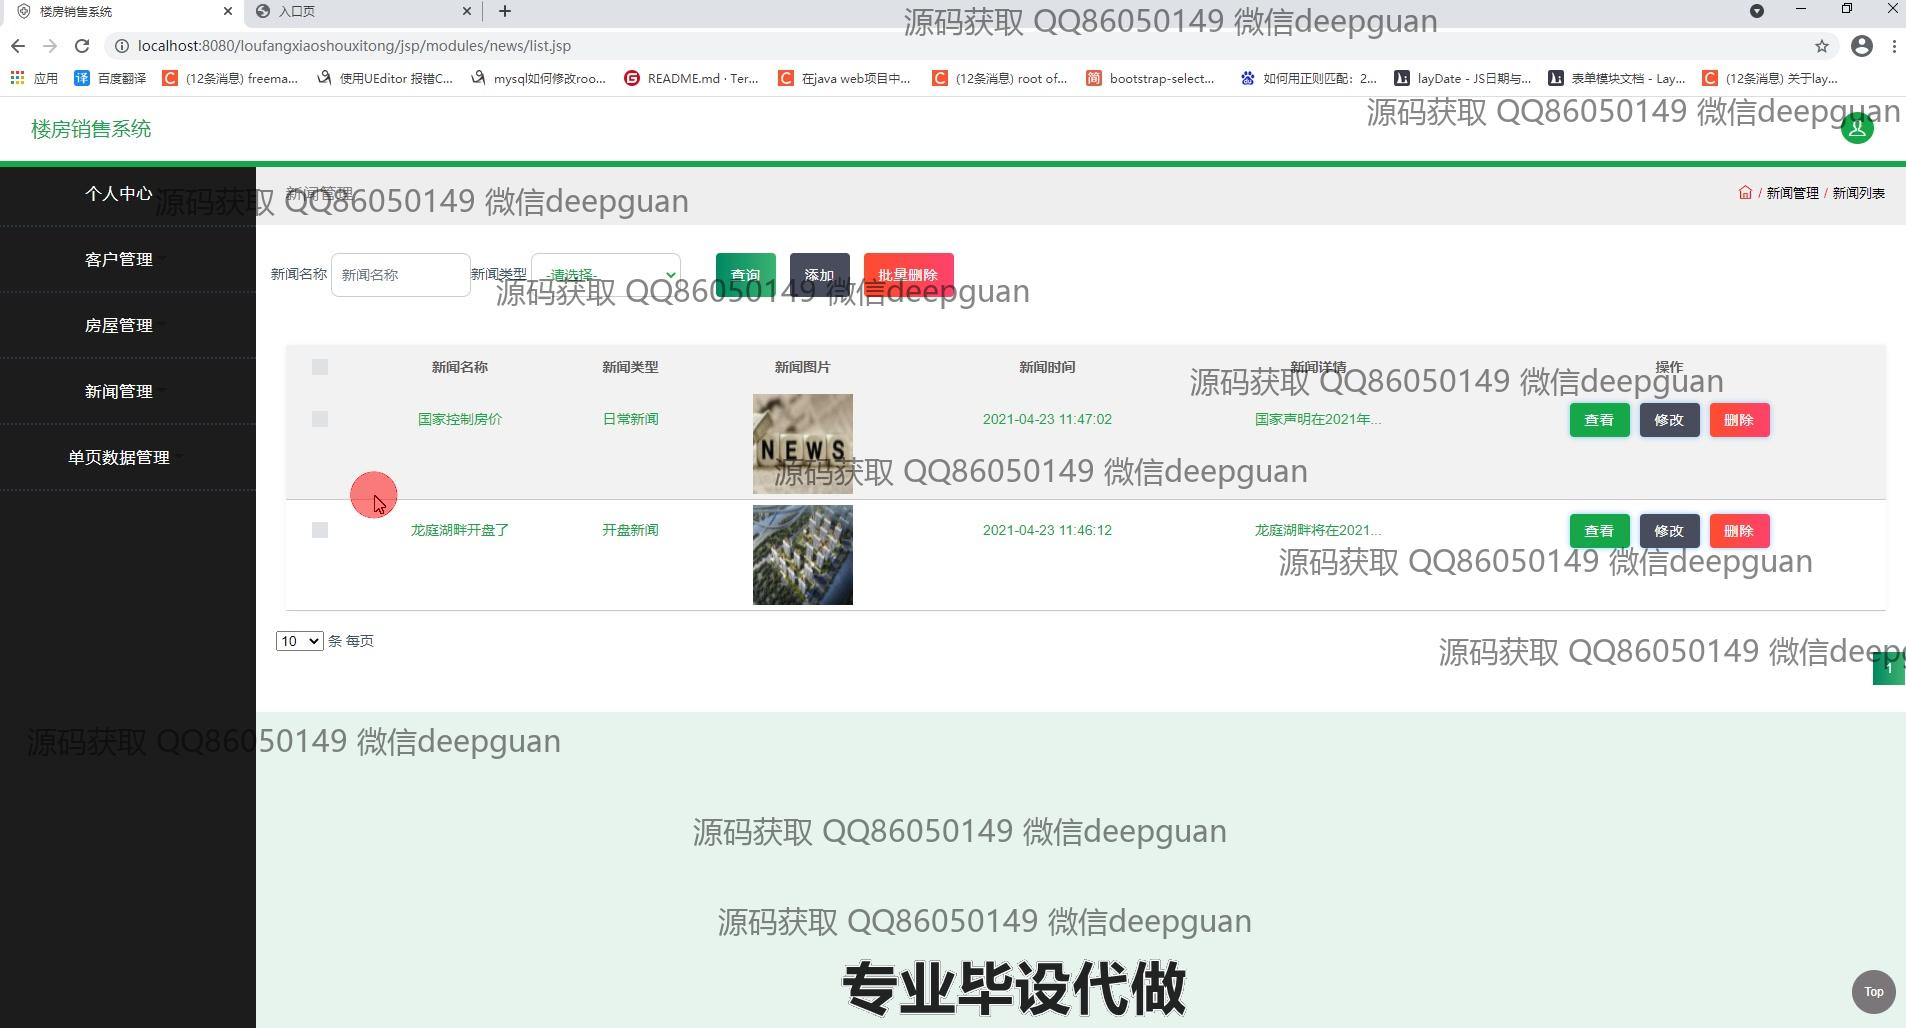 楼房销售系统
入口页
源码获取 QQ86050149 微信deepguan
localhost:8080/loufangxiaoshouxitong/jsp/modules/news/list.jsp
应用
百度翻译
(12条消息) freema...
使用UEditor 报错C...
mysql如何修改roo...
README.md · Ter...
在java web项目中...
(12条消息) root of...
bootstrap-select...
如何用正则匹配：2...
layDate - JS日期与...
表单模块文档 - Lay...
(12条消息) 关于lay...
源码获取 QQ86050149 微信deepguan
楼房销售系统
个人中心
新闻管理
源码获取 QQ86050149 微信deepguan
/ 新闻管理 / 新闻列表
客户管理
新闻名称 新闻名称 新闻类型 -请选择- 查询 添加 批量删除
源码获取 QQ86050149 微信deepguan
房屋管理
新闻管理
单页数据管理
新闻名称 新闻类型 新闻图片 新闻时间 新闻详情 操作
源码获取 QQ86050149 微信deepguan
国家控制房价 日常新闻 2021-04-23 11:47:02 国家声明在2021年... 查看 修改 删除
NEWS
源码获取 QQ86050149 微信deepguan
龙庭湖畔开盘了 开盘新闻 2021-04-23 11:46:12 龙庭湖畔将在2021... 查看 修改 删除
源码获取 QQ86050149 微信deepguan
10 条 每页
源码获取 QQ86050149 微信deepg
1
源码获取 QQ86050149 微信deepguan
源码获取 QQ86050149 微信deepguan
源码获取 QQ86050149 微信deepguan
专业毕设代做
Top